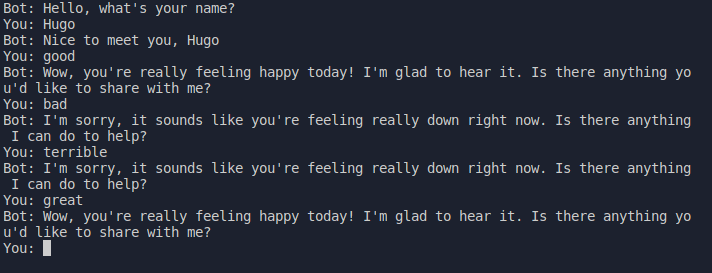 Bot: Hello, what's your name?
You: Hugo
Bot: Nice to meet you, Hugo
You: good
Bot: Wow, you're really feeling happy today! I'm glad to hear it. Is there anything yo
u'd like to share with me?
You: bad
Bot: I'm sorry, it sounds like you're feeling really down right now. Is there anything
 I can do to help?
You: terrible
Bot: I'm sorry, it sounds like you're feeling really down right now. Is there anything
 I can do to help?
You: great
Bot: Wow, you're really feeling happy today! I'm glad to hear it. Is there anything yo
u'd like to share with me?
You: